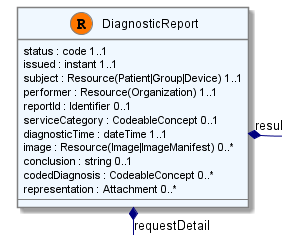 R DiagnosticReport
status : code 1..1
issued : instant 1..1
subject : Resource(Patient|Group|Device) 1..1
performer : Resource(Organization) 1..1
reportId : Identifier 0..1
serviceCategory : CodeableConcept 0..1
diagnosticTime : dateTime 1..1
image : Resource(Image|ImageManifest) 0..*
conclusion : string 0..1
codedDiagnosis : CodeableConcept 0..*
representation : Attachment 0..*
resul
requestDetail